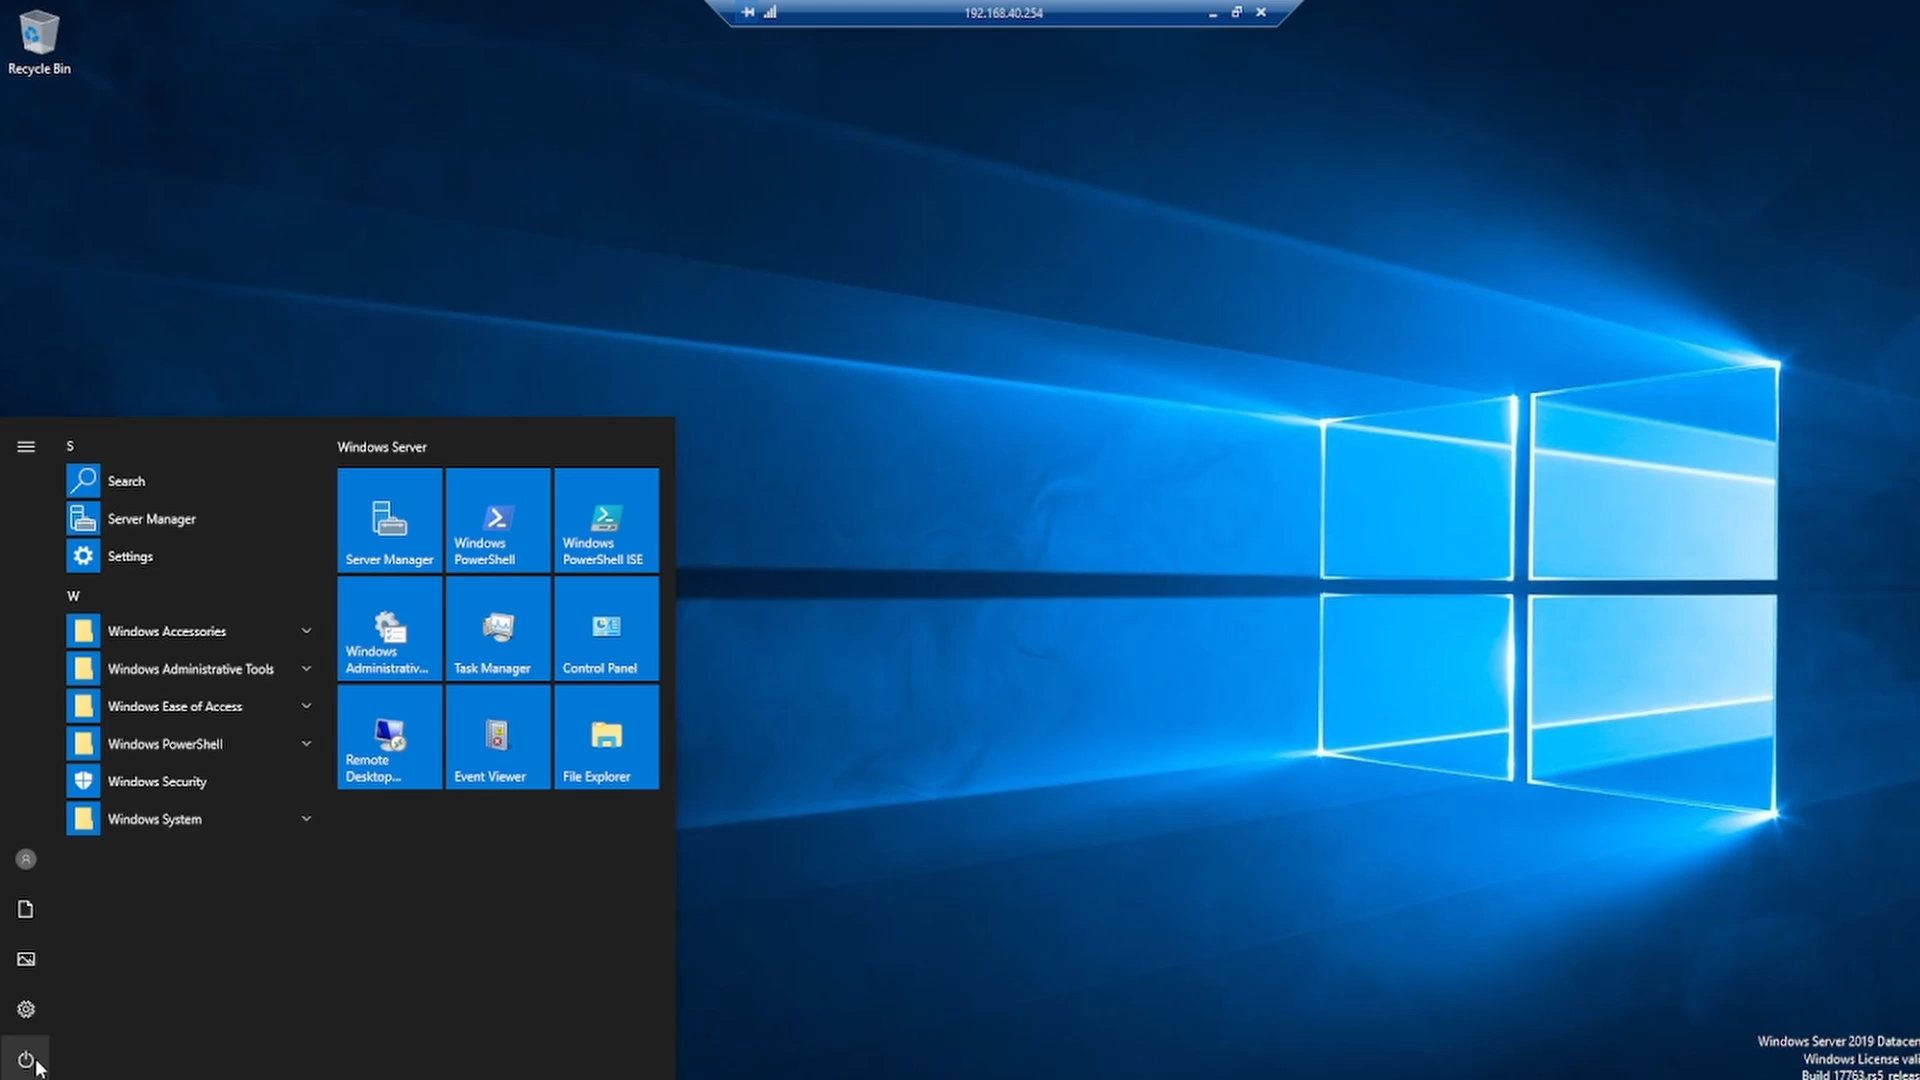 192.168.40.254
Recycle Bin
S
Search
Server Manager
Settings
W
Windows Accessories
Windows Administrative Tools
Windows Ease of Access
Windows PowerShell
Windows Security
Windows System
Windows Server
Server Manager
Windows
PowerShell
Windows
PowerShell ISE
Windows
Administrativ...
Task Manager
Control Panel
Remote
Desktop...
Event Viewer
File Explorer
Windows Server 2019 Datacen
Windows License vali
Build 17763.rs5_releas